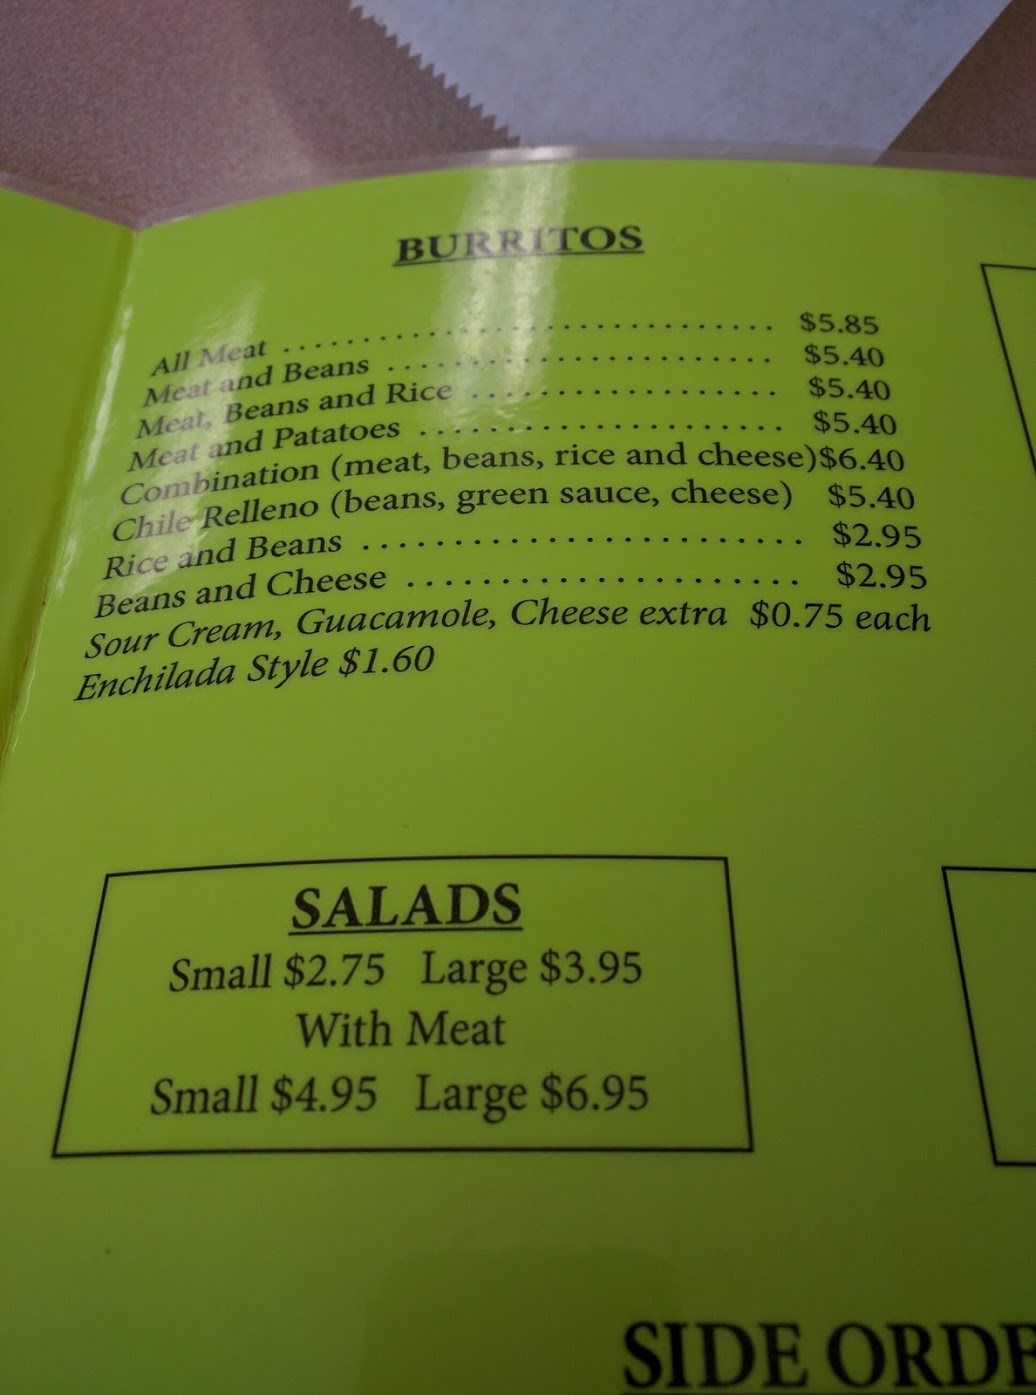 BURRITOS
All Meat ........................... $5.85
Meat and Beans ...................... $5.40
Meat, Beans and Rice ................. $5.40
Meat and Patatoes .................... $5.40
Combination (meat, beans, rice and cheese)$6.40
Chile Relleno (beans, green sauce, cheese) $5.40
Rice and Beans ........................ $2.95
Beans and Cheese ..................... $2.95
Sour Cream, Guacamole, Cheese extra $0.75 each
Enchilada Style $1.60
SALADS
Small $2.75 Large $3.95
With Meat
Small $4.95 Large $6.95
SIDE ORDE